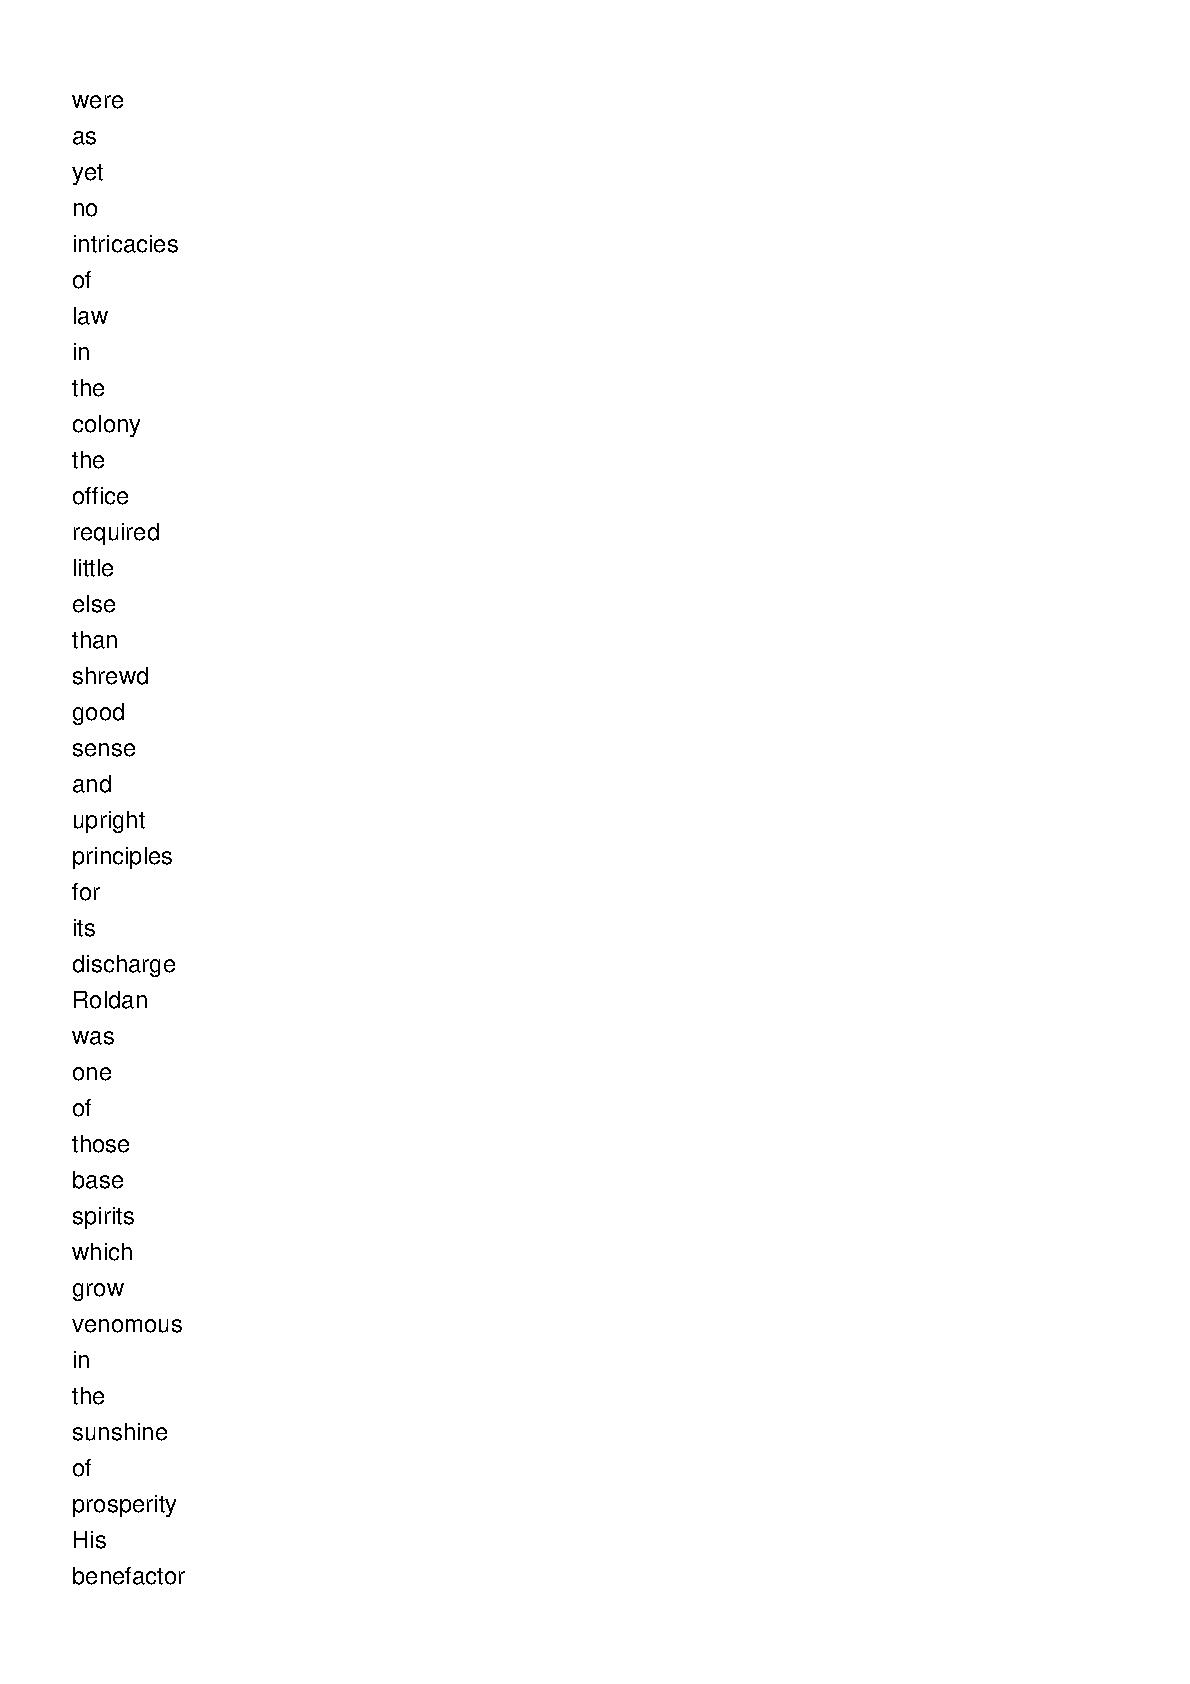 were
as
yet
no
intricacies
of
law
in
the
colony
the
office
required
little
else
than
shrewd
good
sense
and
upright
principles
for
its
discharge
Roldan
was
one
of
those
base
spirits
which
grow
venomous
in
the
sunshine
of
prosperity
His
benefactor